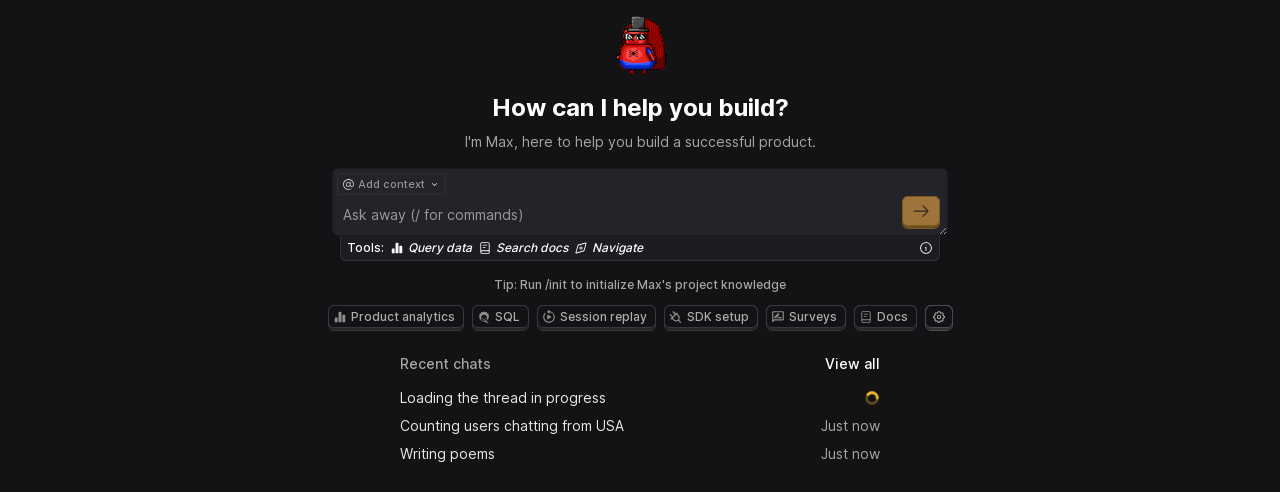 How can I help you build?
I'm Max, here to help you build a successful product.
@ Add context
Ask away (/ for commands)
Tools: Query data Search docs Navigate
Tip: Run /init to initialize Max's project knowledge
Product analytics SQL Session replay SDK setup Surveys Docs
Recent chats View all
Loading the thread in progress
Counting users chatting from USA Just now
Writing poems Just now